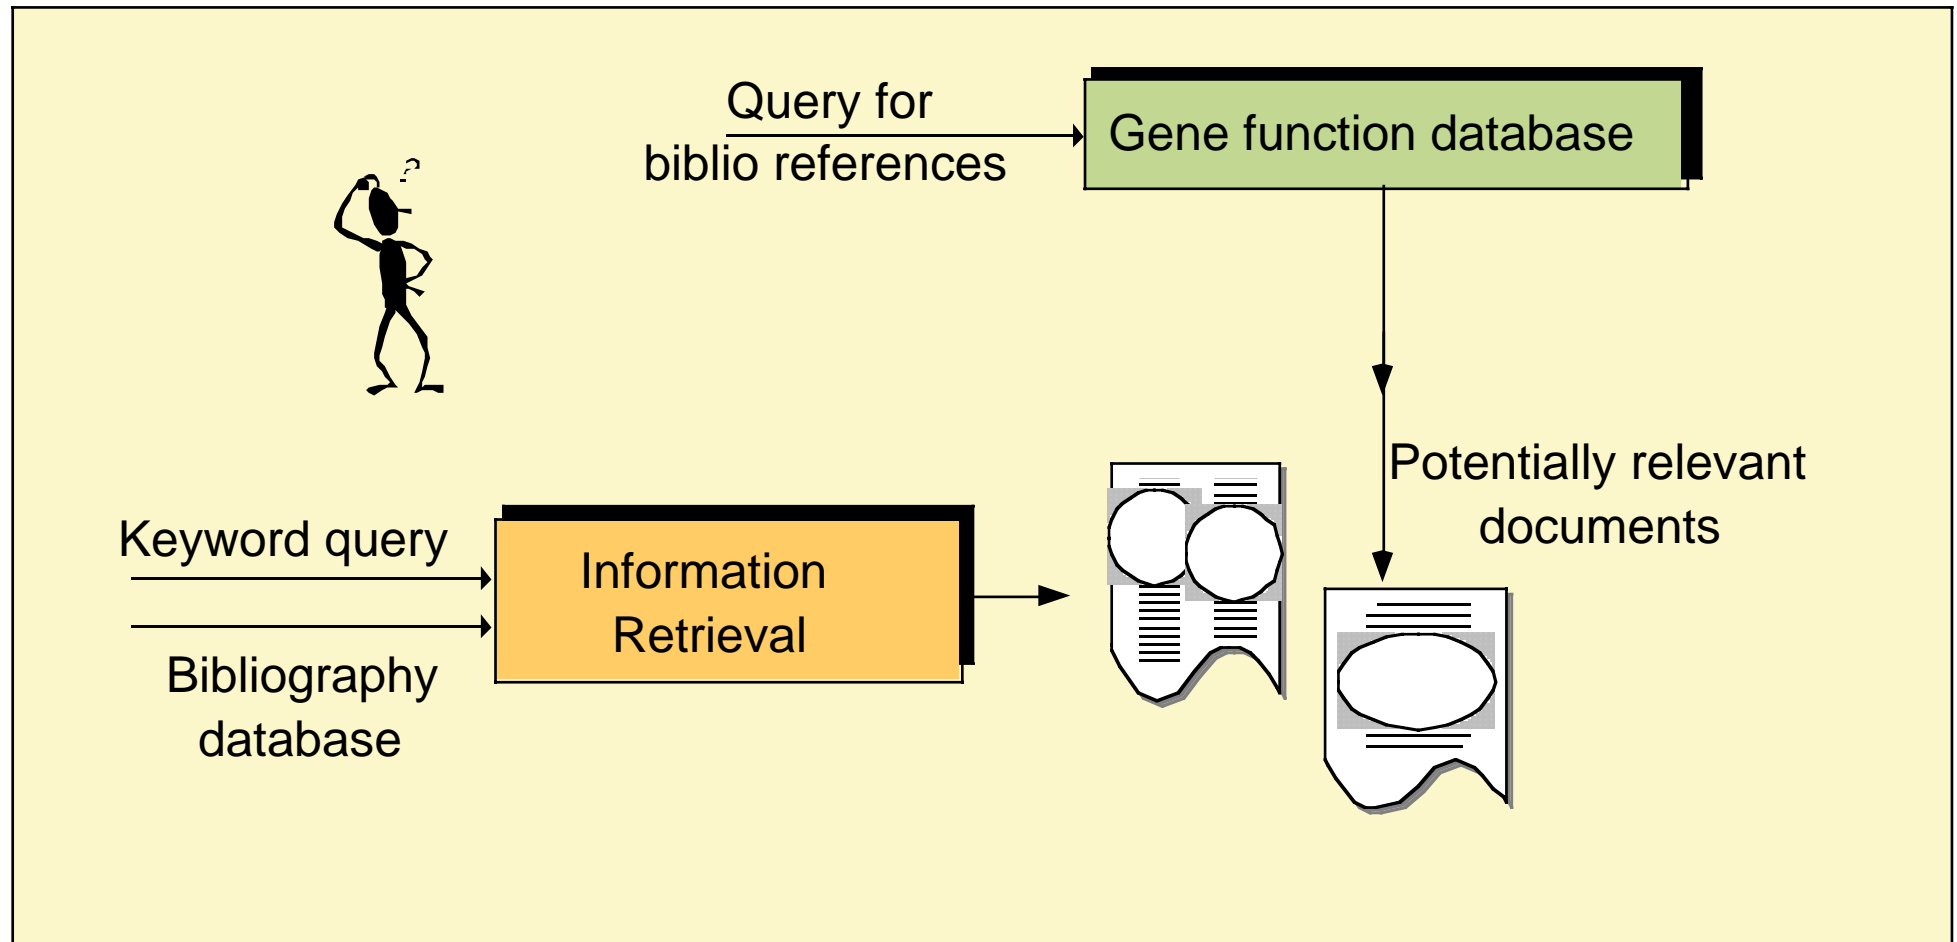 Query for
biblio references
Gene function database
?
Potentially relevant
documents
Keyword query
Information
Retrieval
Bibliography
database